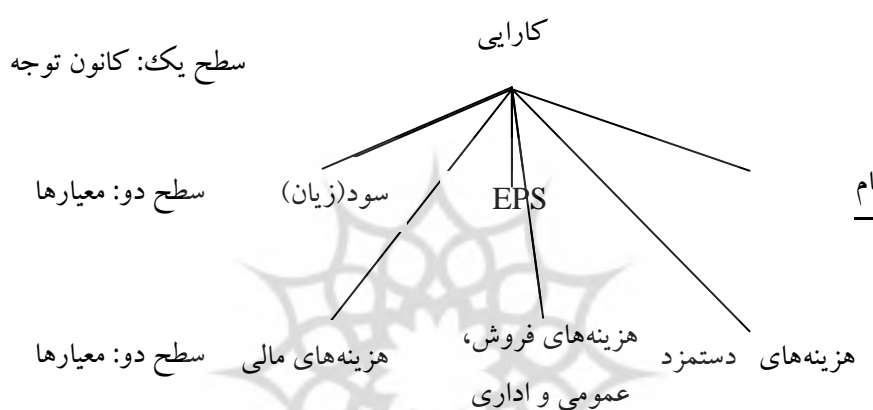 کارایی
سطح یک: کانون توجه
سطح دو: معیارها
سود(زیان)
EPS
ام
سطح دو: معیارها
هزینه‌های مالی
هزینه‌های فروش،
عمومی و اداری
هزینه‌های دستمزد